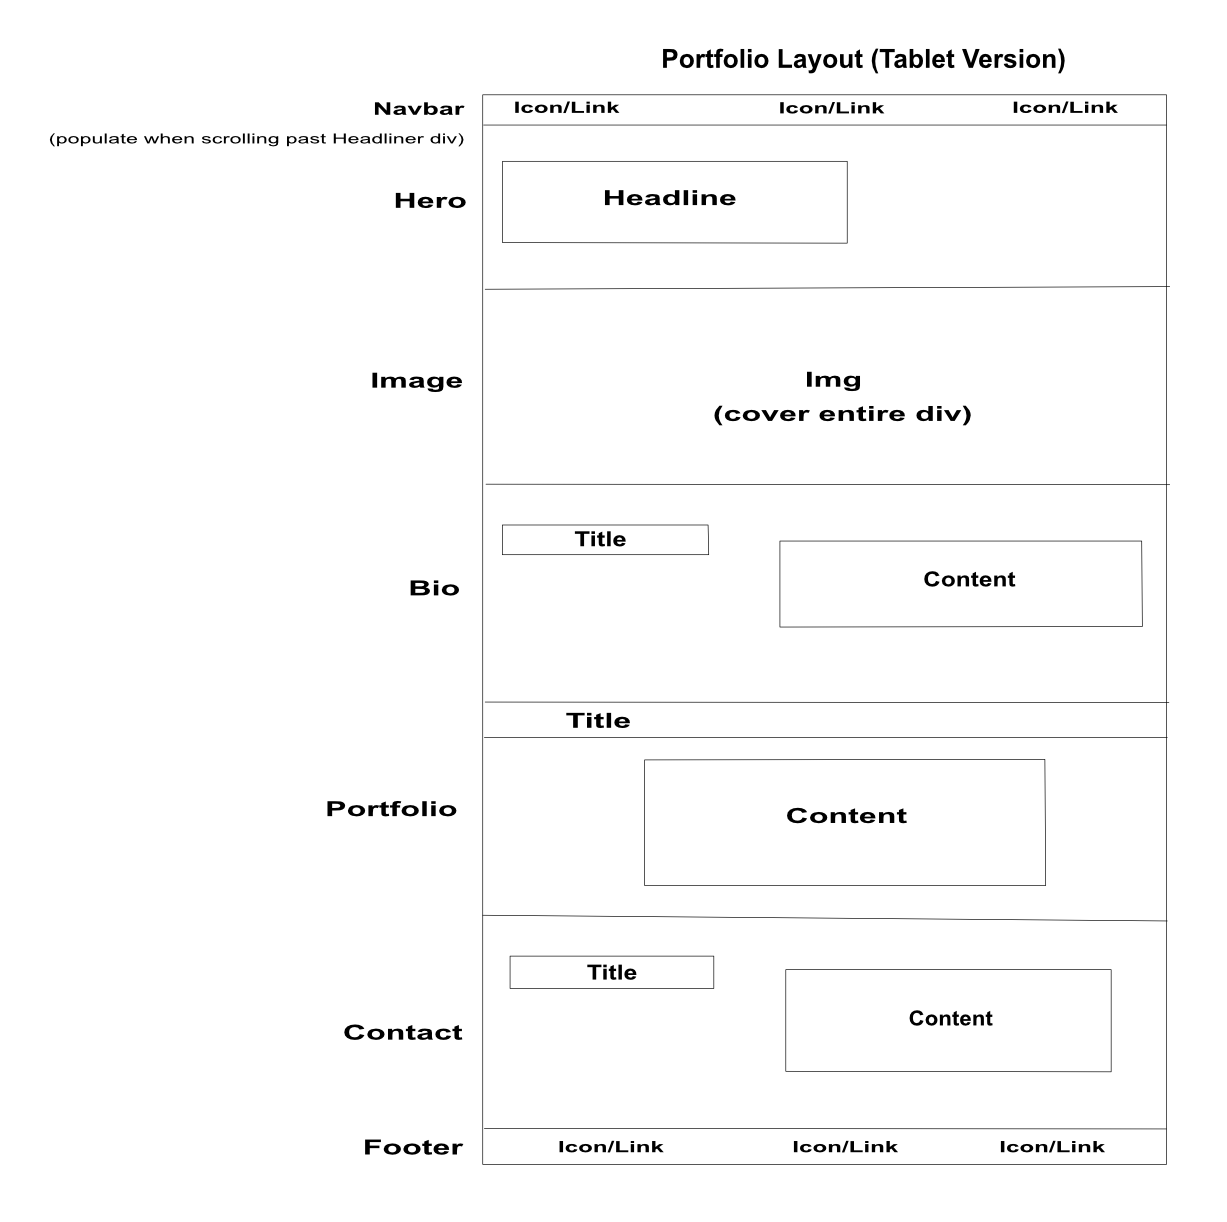 Portfolio Layout (Tablet Version)
Navbar
Icon/Link Icon/Link Icon/Link
(populate when scrolling past Headliner div)
Hero
Headline
Image
Img
(cover entire div)
Bio
Title
Content
Title
Portfolio
Content
Contact
Title
Content
Footer
Icon/Link Icon/Link Icon/Link